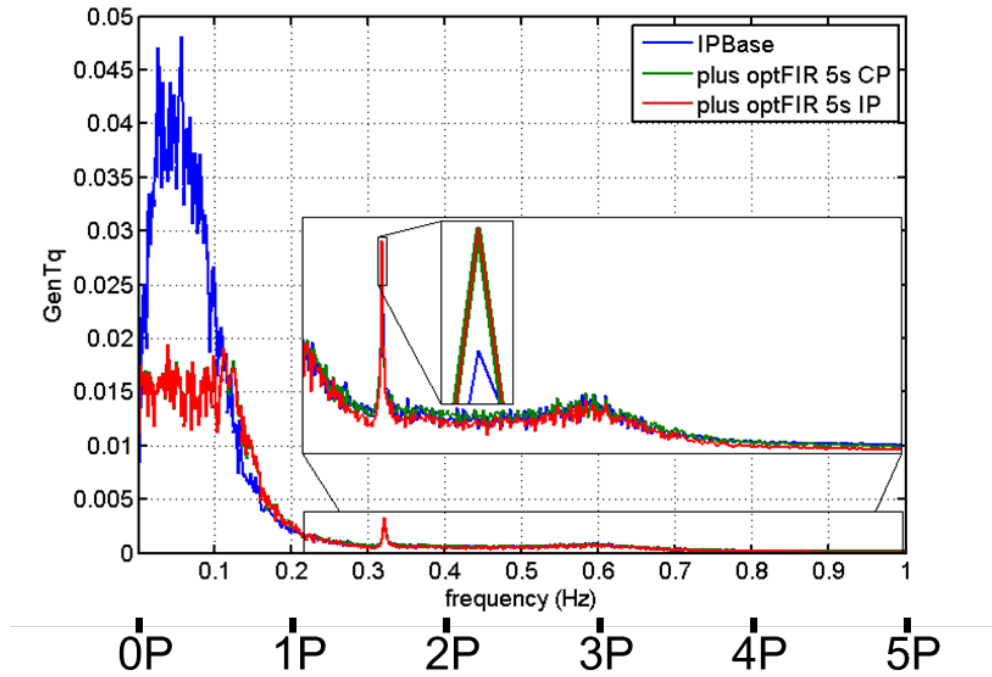 0.05
0.045
0.04
0.035
0.03
0.025
0.02
0.015
0.01
0.005
0
GenTq
IPBase
plus optFIR 5s CP
plus optFIR 5s IP
0.1 0.2 0.3 0.4 0.5 0.6 0.7 0.8 0.9 1
frequency (Hz)
0P 1P 2P 3P 4P 5P